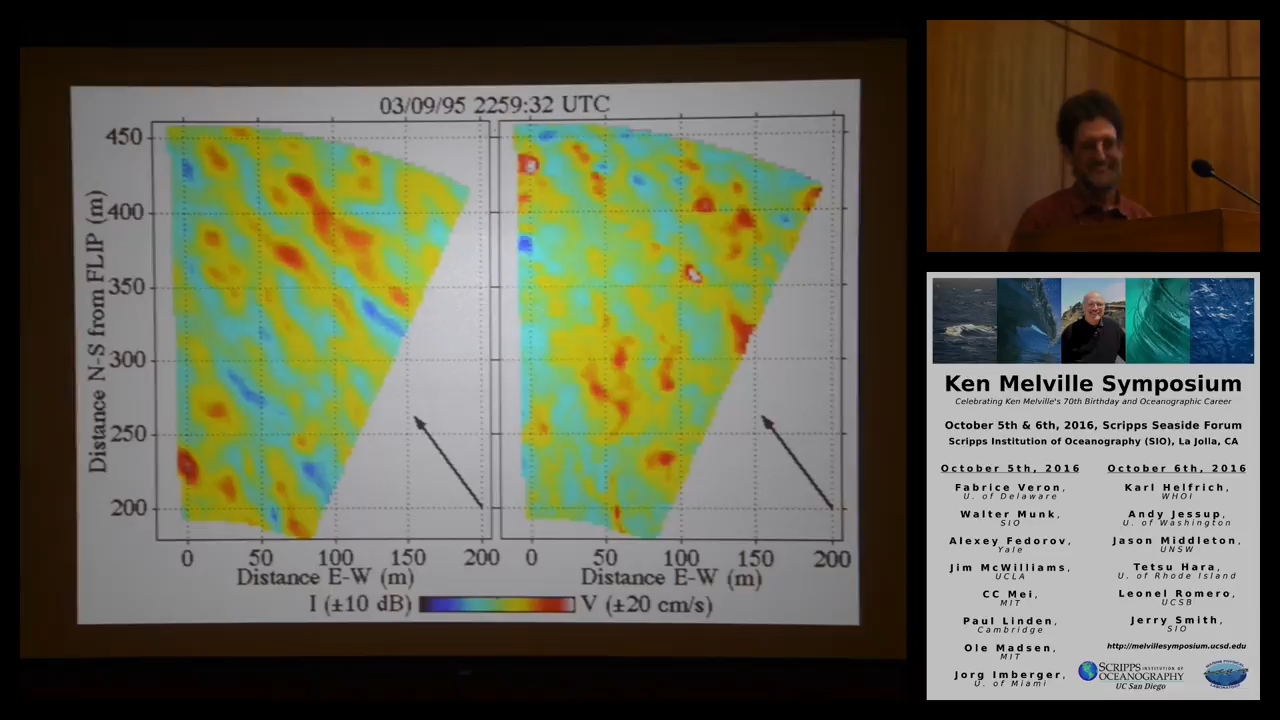 03/09/95 2259:32 UTC
Distance N-S from FLIP (m)
450
400
350
300
250
200
0 50 100 150 200
0 50 100 150 200
Distance E-W (m)
Distance E-W (m)
I (±10 dB) V (±20 cm/s)
Ken Melville Symposium
Celebrating Ken Melville's 70th Birthday and Oceanographic Career
October 5th & 6th, 2016, Scripps Seaside Forum
Scripps Institution of Oceanography (SIO), La Jolla, CA
October 5th, 2016
Fabrice Veron,
U. of Delaware
Walter Munk,
SIO
Alexey Fedorov,
Yale
Jim McWilliams,
UCLA
CC Mei,
MIT
Paul Linden,
Cambridge
Ole Madsen,
MIT
Jorg Imberger,
U. of Miami
October 6th, 2016
Karl Helfrich,
WHOI
Andy Jessup,
U. of Washington
Jason Middleton,
UNSW
Tetsu Hara,
U. of Rhode Island
Leonel Romero,
UCSB
Jerry Smith,
SIO
http://melvillesymposium.ucsd.edu
SCRIPPS INSTITUTION OF
OCEANOGRAPHY
UC San Diego